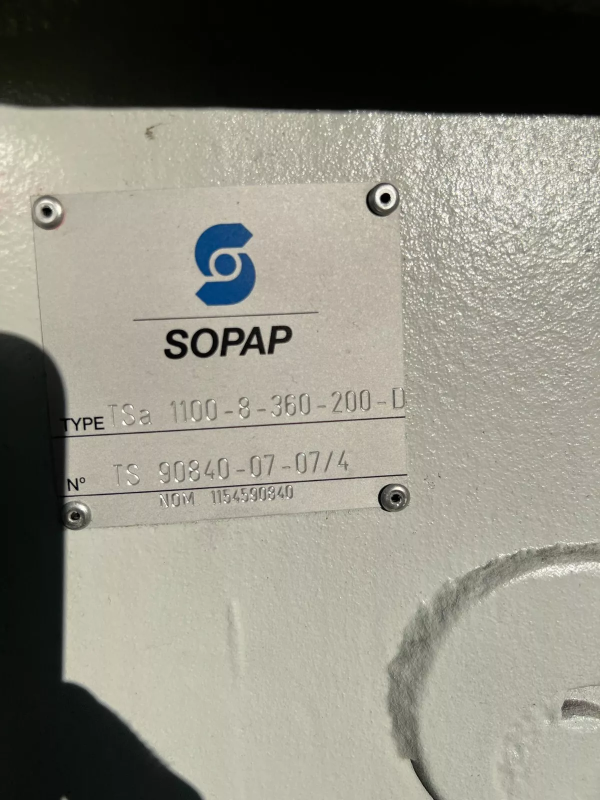 SOPAP
TYPE TSa 1100-8-360-200-D
N° TS 90840-07-07/4
NOM 1154590840